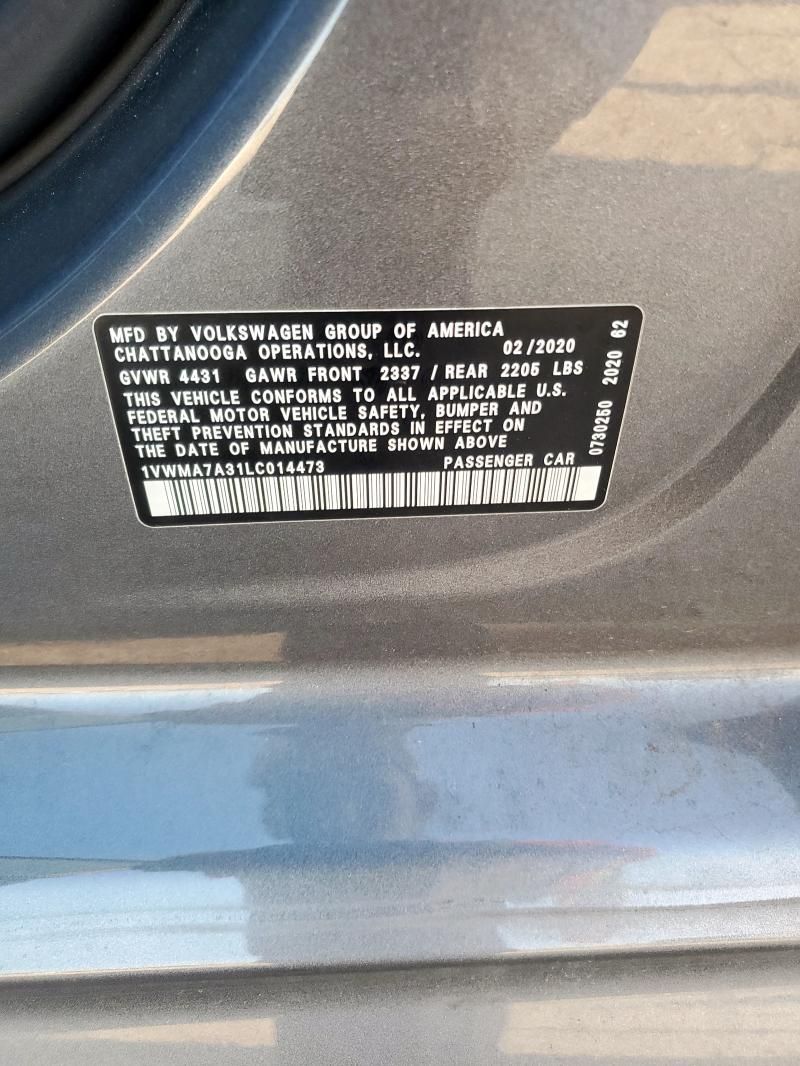 MFD BY VOLKSWAGEN GROUP OF AMERICA
CHATTANOOGA OPERATIONS, LLC. 02/2020
GVWR 4431 GAWR FRONT 2337 / REAR 2205 LBS
THIS VEHICLE CONFORMS TO ALL APPLICABLE U.S.
FEDERAL MOTOR VEHICLE SAFETY, BUMPER AND
THEFT PREVENTION STANDARDS IN EFFECT ON
THE DATE OF MANUFACTURE SHOWN ABOVE
1VWMA7A31LC014473 PASSENGER CAR
0730250 2020 62